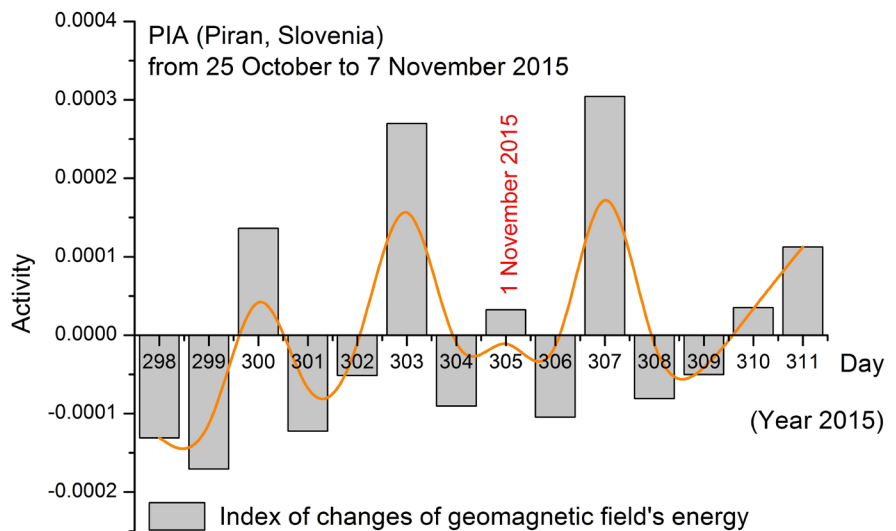 0.0004
PIA (Piran, Slovenia)
from 25 October to 7 November 2015
0.0003
0.0002
1 November 2015
0.0001
Activity
0.0000
298 299 300 301 302 303 304 305 306 307 308 309 310 311 Day
-0.0001
(Year 2015)
-0.0002
Index of changes of geomagnetic field's energy